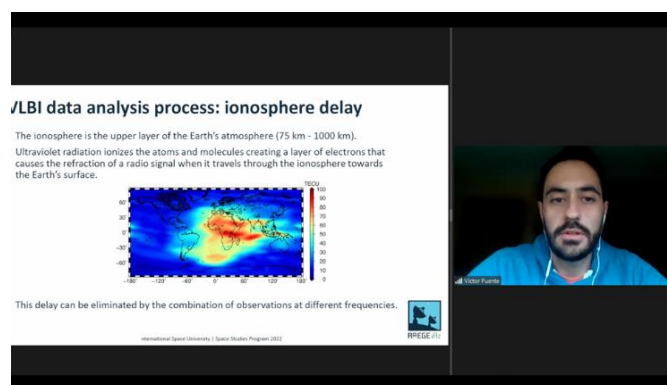 VLBI data analysis process: ionosphere delay
The ionosphere is the upper layer of the Earth's atmosphere (75 km - 1000 km).
Ultraviolet radiation ionizes the atoms and molecules creating a layer of electrons that
causes the refraction of a radio signal when it travels through the ionosphere towards
the Earth's surface.
TECU
100
90
80
70
60
50
40
30
20
10
0
60
30
0
-30
-60
-180 -120 -60 0 60 120 180
This delay can be eliminated by the combination of observations at different frequencies.
International Space University | Space Studies Program 2022
RAEGE Az
Victor Puente